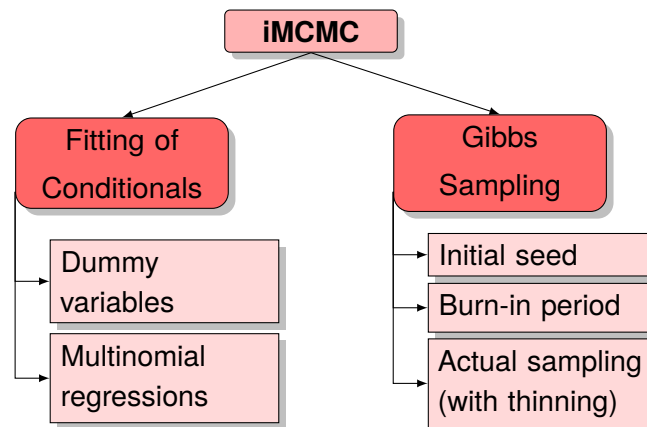 iMCMC
Fitting of
Conditionals
Dummy
variables
Multinomial
regressions
Gibbs
Sampling
Initial seed
Burn-in period
Actual sampling
(with thinning)